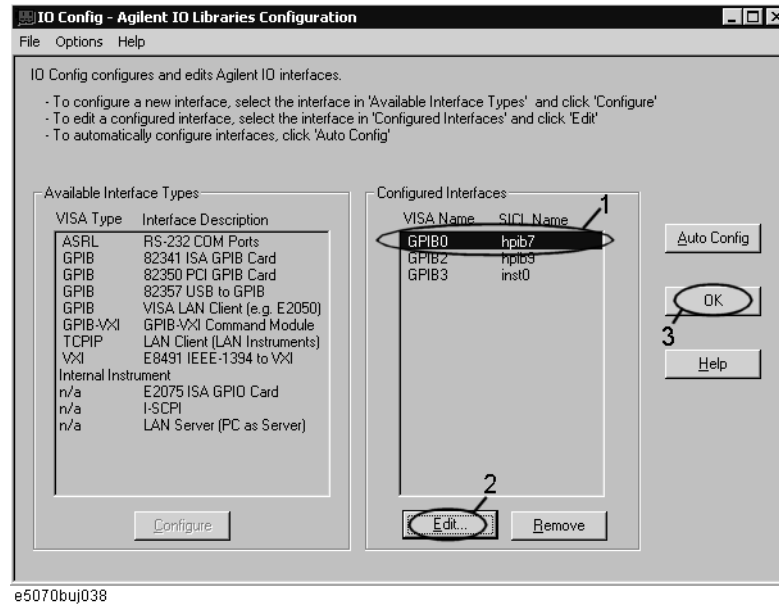 IO Config - Agilent IO Libraries Configuration
File Options Help
IO Config configures and edits Agilent IO interfaces.
- To configure a new interface, select the interface in 'Available Interface Types' and click 'Configure'
- To edit a configured interface, select the interface in 'Configured Interfaces' and click 'Edit'
- To automatically configure interfaces, click 'Auto Config'
Available Interface Types
VISA Type Interface Description
ASRL RS-232 COM Ports
GPIB 82341 ISA GPIB Card
GPIB 82350 PCI GPIB Card
GPIB 82357 USB to GPIB
GPIB VISA LAN Client (e.g. E2050)
GPIB-VXI GPIB-VXI Command Module
TCPIP LAN Client (LAN Instruments)
VXI E8491 IEEE-1394 to VXI
Internal Instrument
n/a E2075 ISA GPIO Card
n/a I-SCPI
n/a LAN Server (PC as Server)
Configure
Configured Interfaces
1
VISA Name SICL Name
GPIB0 hpib7
GPIB2 hpib9
GPIB3 inst0
2
Edit...
Remove
Auto Config
OK
3
Help
e5070buj038